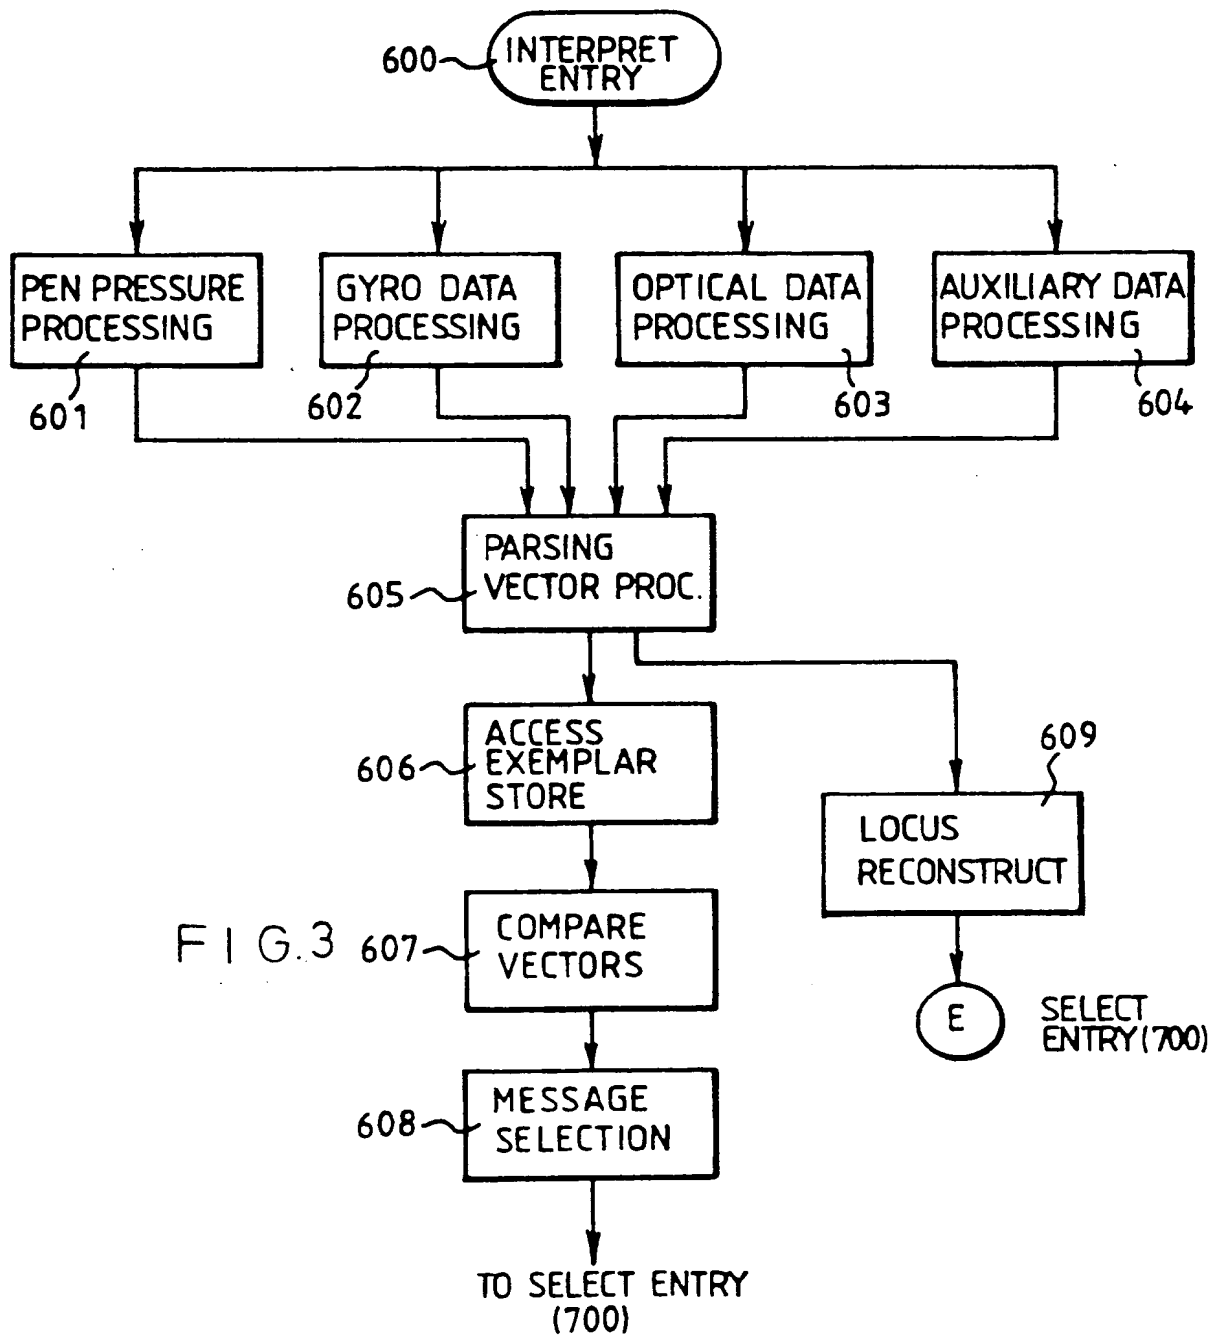 600
INTERPRET
ENTRY
PEN PRESSURE
PROCESSING
601
GYRO DATA
PROCESSING
602
OPTICAL DATA
PROCESSING
603
AUXILIARY DATA
PROCESSING
604
PARSING
VECTOR PROC.
605
ACCESS
EXEMPLAR
STORE
606
609
LOCUS
RECONSTRUCT
FIG.3
COMPARE
VECTORS
607
E
SELECT
ENTRY(700)
MESSAGE
SELECTION
608
TO SELECT ENTRY
(700)